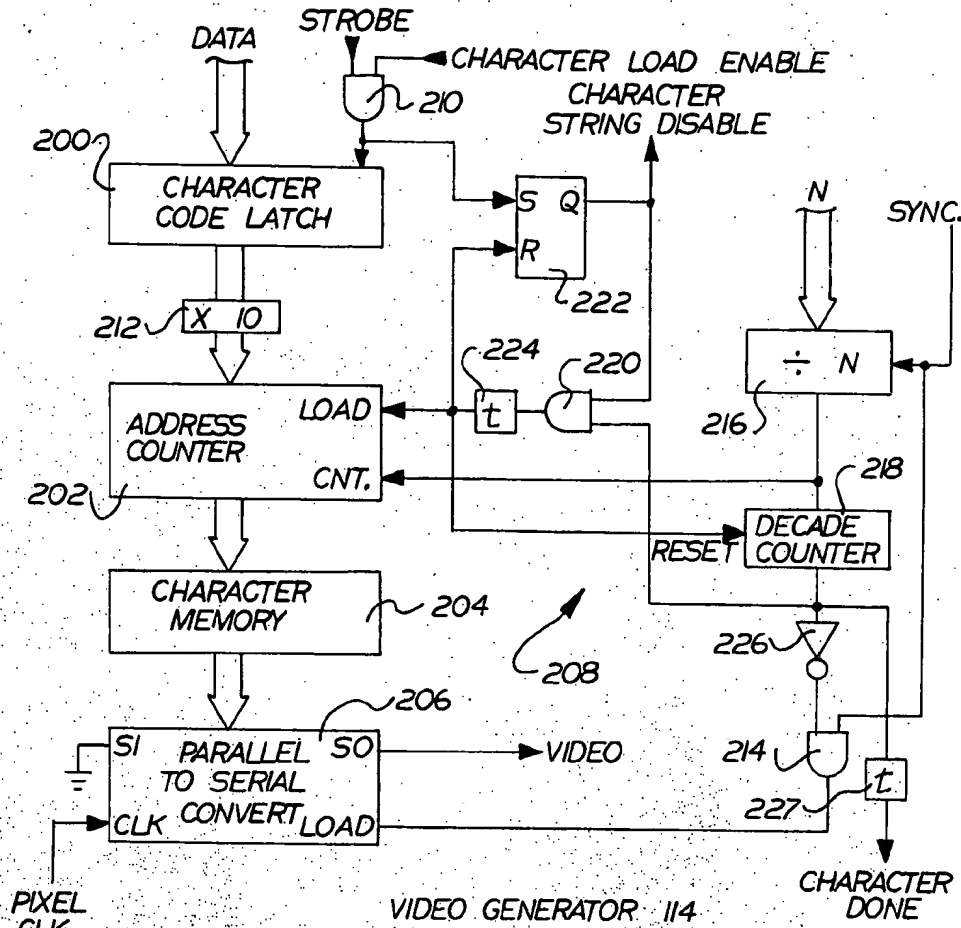 STROBE
DATA
CHARACTER LOAD ENABLE
210
CHARACTER
STRING DISABLE
200
CHARACTER
CODE LATCH
S Q
R
222
N
SYNC.
212
X 10
224
220
÷ N
216
LOAD
t
ADDRESS
COUNTER
CNT.
202
218
DECADE
COUNTER
RESET
CHARACTER
MEMORY
204
208
226
206
SI
PARALLEL
TO SERIAL
CONVERT
SO
VIDEO
214
t
227
CLK
LOAD
PIXEL
CLK
VIDEO GENERATOR 114
CHARACTER
DONE